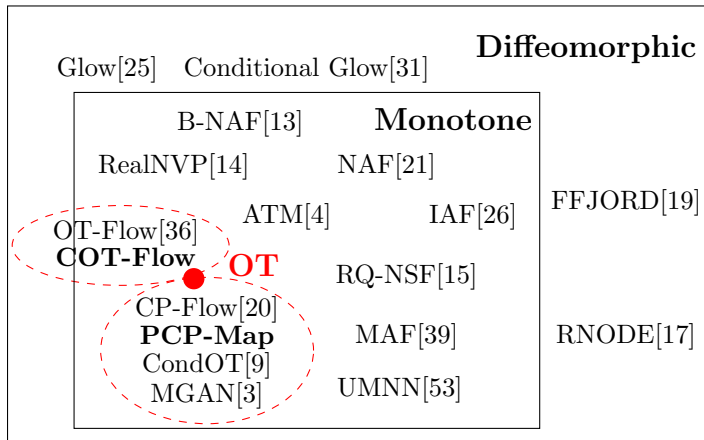 Diffeomorphic
Glow[25] Conditional Glow[31]
B-NAF[13] Monotone
RealNVP[14] NAF[21]
FFJORD[19]
ATM[4] IAF[26]
OT-Flow[36]
COT-Flow
OT
RQ-NSF[15]
CP-Flow[20]
PCP-Map MAF[39] RNODE[17]
CondOT[9]
MGAN[3] UMNN[53]